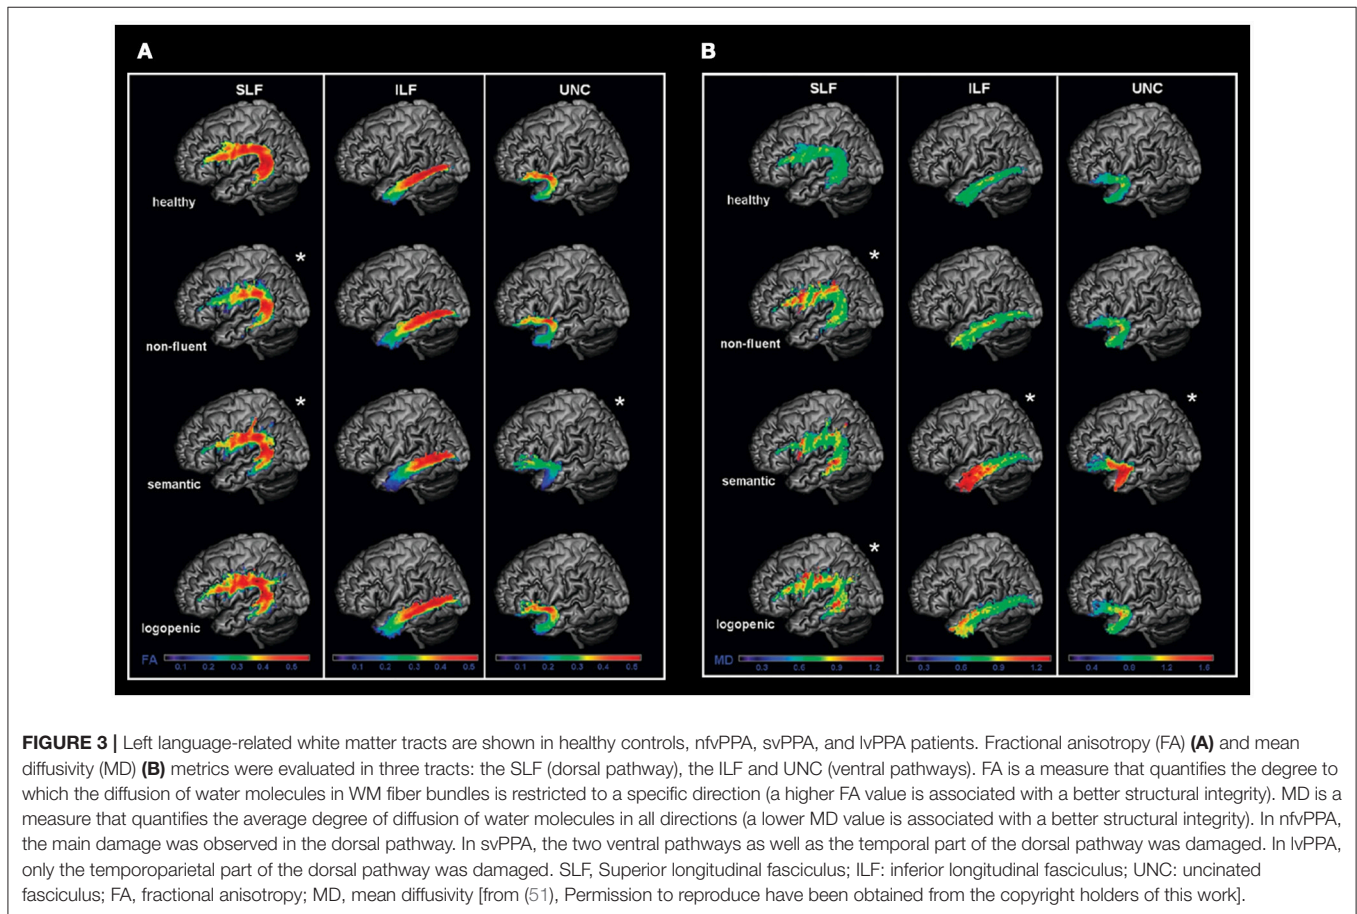 A
SLF ILF UNC
healthy
*
non-fluent
* *
semantic
logopenic
FA 0.1 0.2 0.3 0.4 0.5 0.1 0.2 0.3 0.4 0.5 0.1 0.2 0.3 0.4 0.5
B
SLF ILF UNC
healthy
*
non-fluent
* *
semantic
*
logopenic
MD 0.3 0.6 0.9 1.2 0.3 0.6 0.9 1.2 0.4 0.9 1.2 1.6
FIGURE 3 | Left language-related white matter tracts are shown in healthy controls, nfvPPA, svPPA, and lvPPA patients. Fractional anisotropy (FA) (A) and mean
diffusivity (MD) (B) metrics were evaluated in three tracts: the SLF (dorsal pathway), the ILF and UNC (ventral pathways). FA is a measure that quantifies the degree to
which the diffusion of water molecules in WM fiber bundles is restricted to a specific direction (a higher FA value is associated with a better structural integrity). MD is a
measure that quantifies the average degree of diffusion of water molecules in all directions (a lower MD value is associated with a better structural integrity). In nfvPPA,
the main damage was observed in the dorsal pathway. In svPPA, the two ventral pathways as well as the temporal part of the dorsal pathway was damaged. In lvPPA,
only the temporoparietal part of the dorsal pathway was damaged. SLF, Superior longitudinal fasciculus; ILF: inferior longitudinal fasciculus; UNC: uncinated
fasciculus; FA, fractional anisotropy; MD, mean diffusivity [from (51), Permission to reproduce have been obtained from the copyright holders of this work].